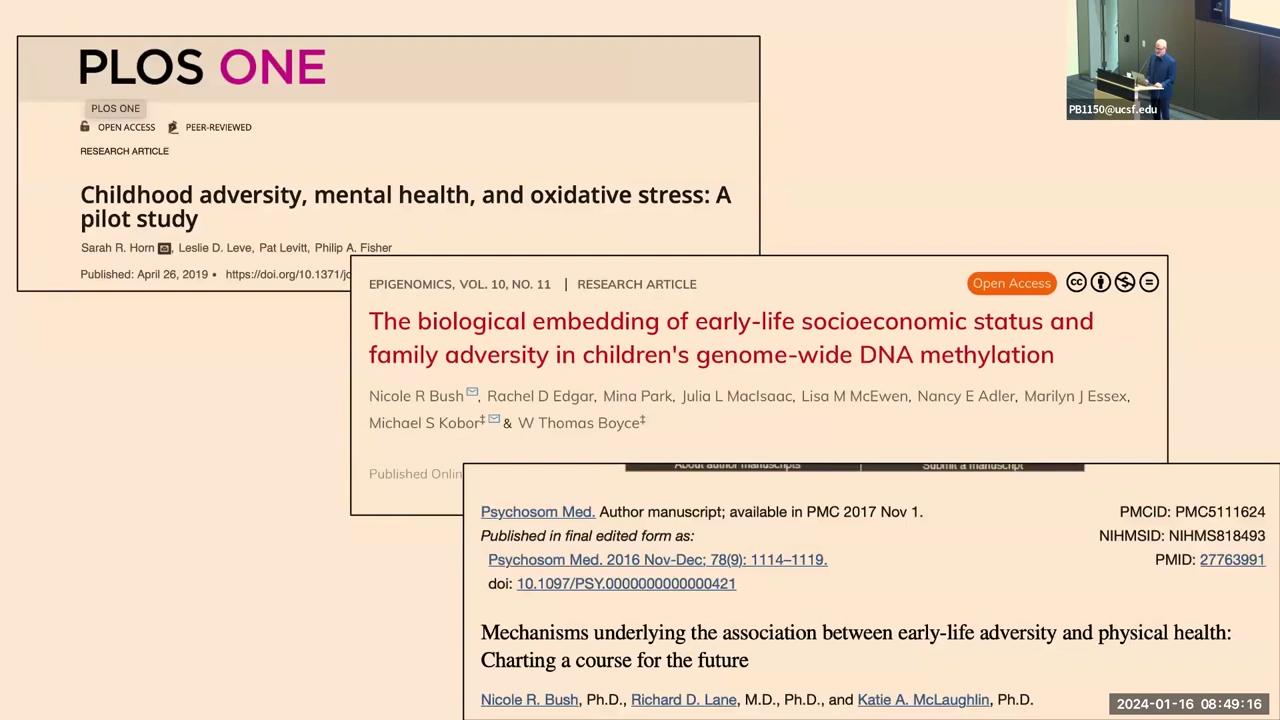 PLOS ONE
PLOS ONE
OPEN ACCESS PEER-REVIEWED
RESEARCH ARTICLE
Childhood adversity, mental health, and oxidative stress: A
pilot study
Sarah R. Horn , Leslie D. Leve, Pat Levitt, Philip A. Fisher
Published: April 26, 2019 • https://doi.org/10.1371/jo
PB1150@ucsf.edu
EPIGENOMICS, VOL. 10, NO. 11 | RESEARCH ARTICLE
Open Access
The biological embedding of early-life socioeconomic status and
family adversity in children's genome-wide DNA methylation
Nicole R Bush , Rachel D Edgar, Mina Park, Julia L MacIsaac, Lisa M McEwen, Nancy E Adler, Marilyn J Essex,
Michael S Kobor‡ & W Thomas Boyce‡
Published Onlin
About author manuscripts Submit a manuscript
Psychosom Med. Author manuscript; available in PMC 2017 Nov 1.
Published in final edited form as:
Psychosom Med. 2016 Nov-Dec; 78(9): 1114–1119.
doi: 10.1097/PSY.0000000000000421
PMCID: PMC5111624
NIHMSID: NIHMS818493
PMID: 27763991
Mechanisms underlying the association between early-life adversity and physical health:
Charting a course for the future
Nicole R. Bush, Ph.D., Richard D. Lane, M.D., Ph.D., and Katie A. McLaughlin, Ph.D.
2024-01-16 08:49:16